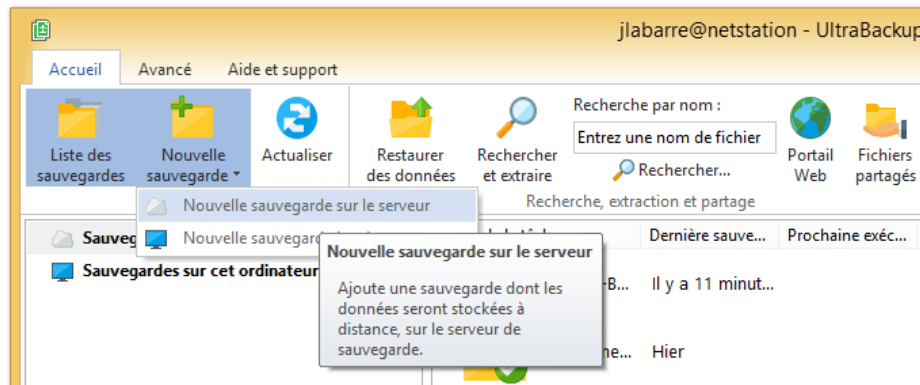 jlabarre@netstation - UltraBackup
Accueil Avancé Aide et support
Liste des sauvegardes
Nouvelle sauvegarde
Actualiser
Restaurer des données
Rechercher et extraire
Recherche par nom :
Entrez une nom de fichier
Rechercher...
Portail Web
Fichiers partagés
Recherche, extraction et partage
Nouvelle sauvegarde sur le serveur
Nouvelle
Sauvegardes sur cet ordinateur
Nouvelle sauvegarde sur le serveur
Ajoute une sauvegarde dont les
données seront stockées à
distance, sur le serveur de
sauvegarde.
Dernière sauve... Prochaine exéc...
Il y a 11 minut...
Hier